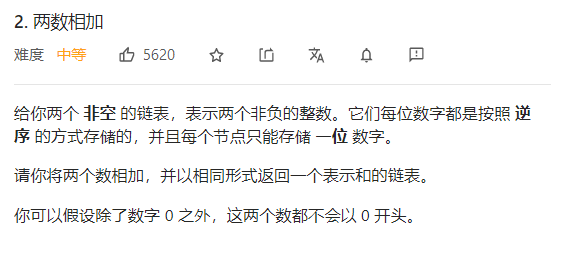 2. 两数相加
难度 中等 5620
给你两个 非空 的链表，表示两个非负的整数。它们每位数字都是按照 逆
序 的方式存储的，并且每个节点只能存储 一位 数字。
请你将两个数相加，并以相同形式返回一个表示和的链表。
你可以假设除了数字 0 之外，这两个数都不会以 0 开头。